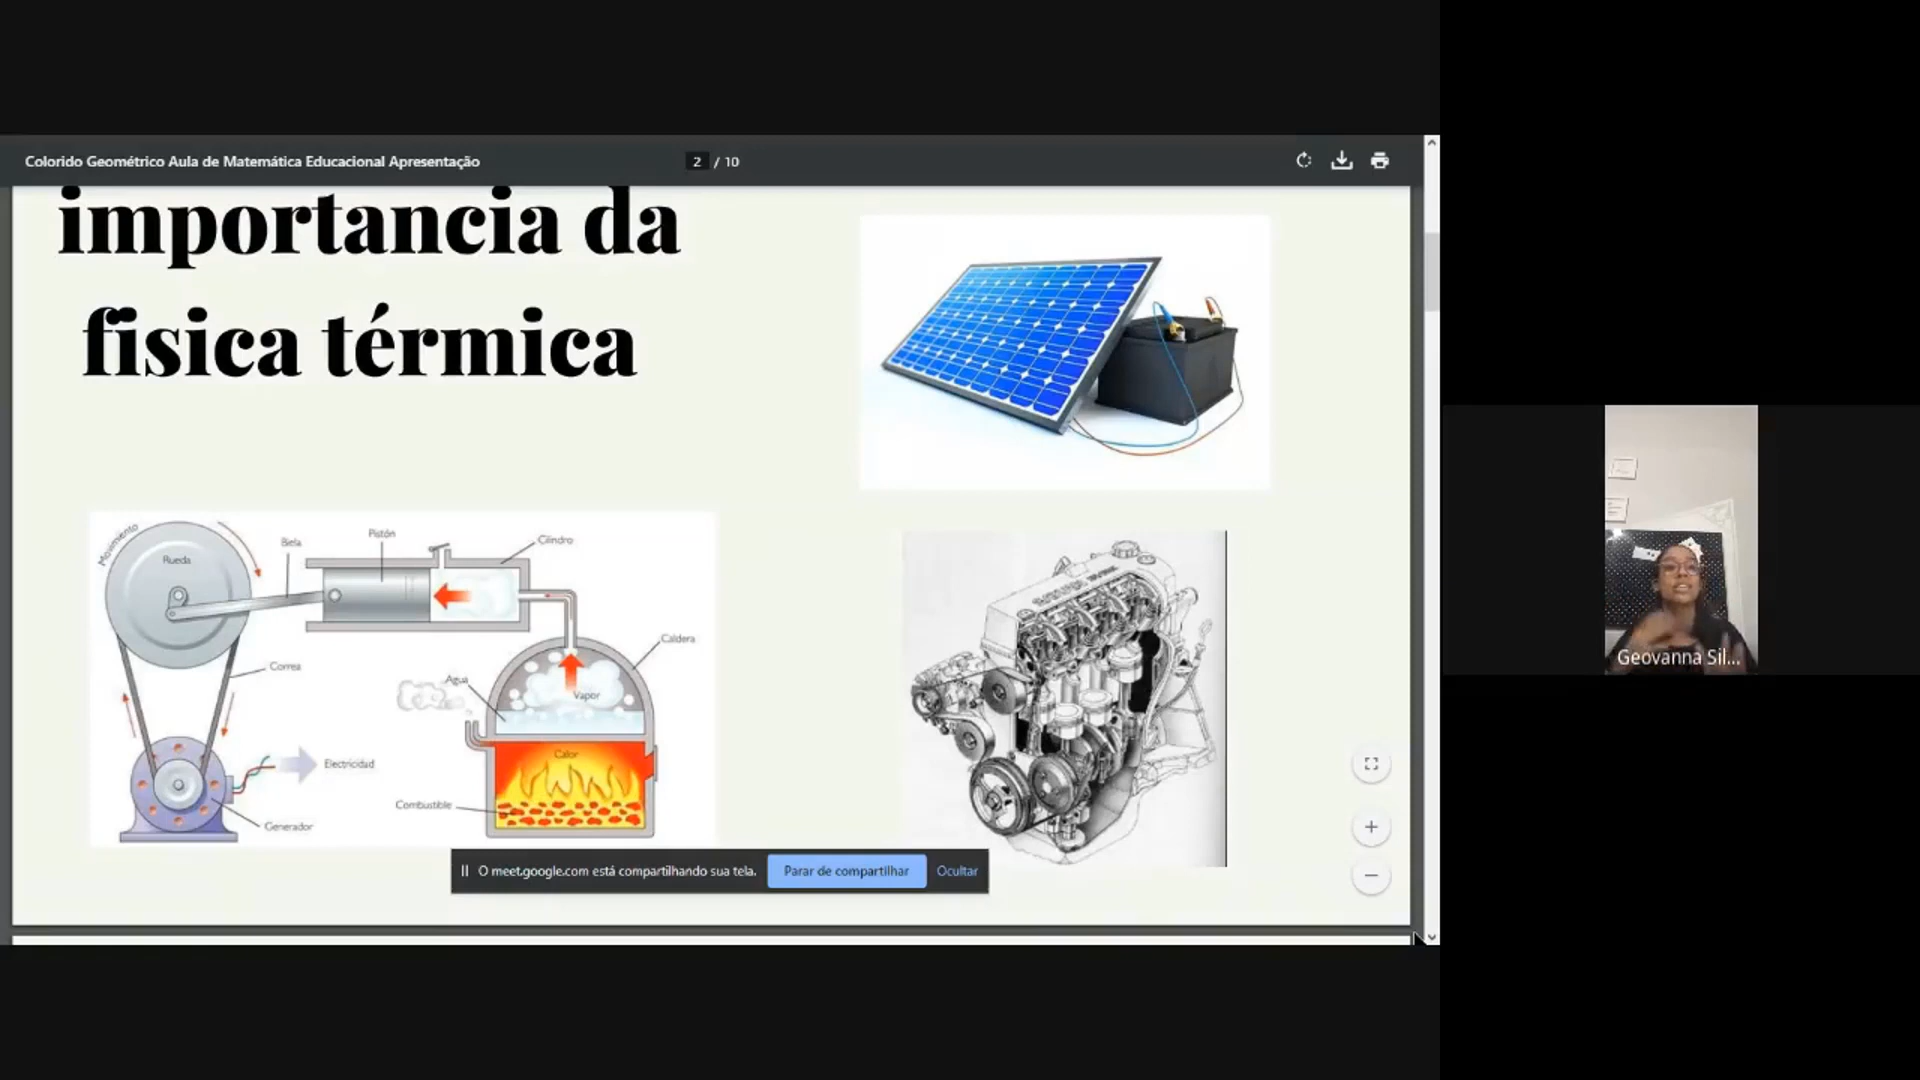 Colorido Geométrico Aula de Matemática Educacional Apresentação
2 / 10
importancia da
fisica térmica
Movimiento
Rueda
Biela
Pistón
Cilindro
Caldera
Correa
Agua
Vapor
Calor
Electricidad
Combustible
Generador
O meet.google.com está compartilhando sua tela.
Parar de compartilhar
Ocultar
Geovanna Sil...